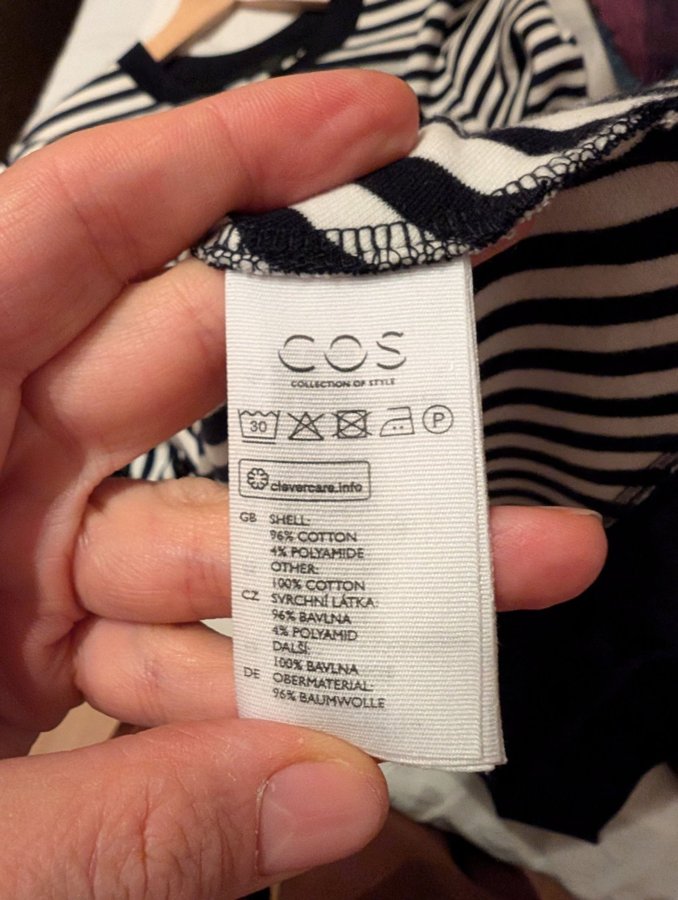 COS
COLLECTION OF STYLE
30 P
clevercare.info
GB SHELL:
96% COTTON
4% POLYAMIDE
OTHER:
100% COTTON
CZ SVRCHNÍ LÁTKA:
96% BAVLNA
4% POLYAMID
DALŠÍ:
100% BAVLNA
DE OBERMATERIAL:
96% BAUMWOLLE